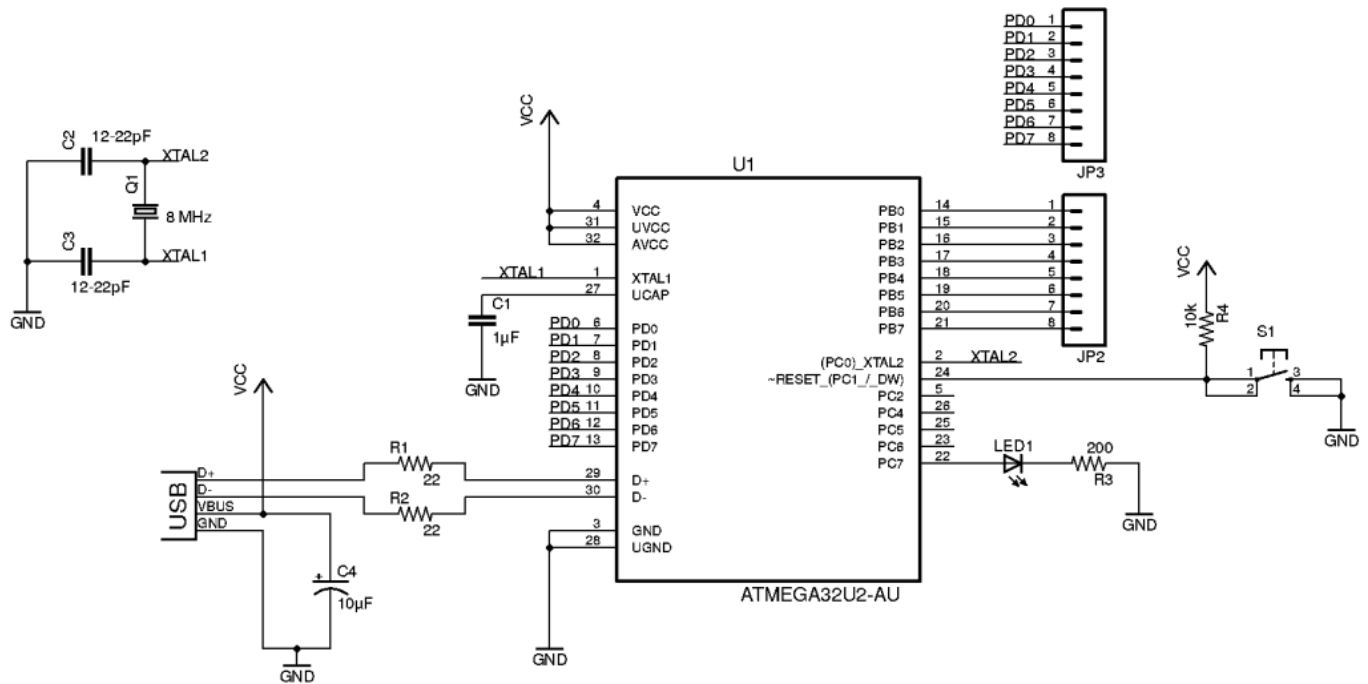 PD0 1
PD1 2
PD2 3
PD3 4
PD4 5
PD5 6
PD6 7
PD7 8
JP3
VCC
C2 12-22pF
XTAL2
Q1
8 MHz
C3
XTAL1
12-22pF
GND
U1
4 VCC
31 UVCC
32 AVCC
XTAL1 1 XTAL1
27 UCAP
C1
1µF
GND
PD0 6 PD0
PD1 7 PD1
PD2 8 PD2
PD3 9 PD3
PD4 10 PD4
PD5 11 PD5
PD6 12 PD6
PD7 13 PD7
29 D+
30 D-
3 GND
28 UGND
GND
PB0 14 1
PB1 15 2
PB2 16 3
PB3 17 4
PB4 18 5
PB5 19 6
PB6 20 7
PB7 21 8
JP2
(PC0)_XTAL2 2 XTAL2
~RESET_(PC1_/_DW) 24
PC2 5
PC4 26
PC5 25
PC6 23
PC7 22
ATMEGA32U2-AU
LED1
200
R3
GND
VCC
10k
R4
S1
1 3
2 4
GND
VCC
R1
22
R2
22
USB
D+
D-
VBUS
GND
+
C4
10µF
GND